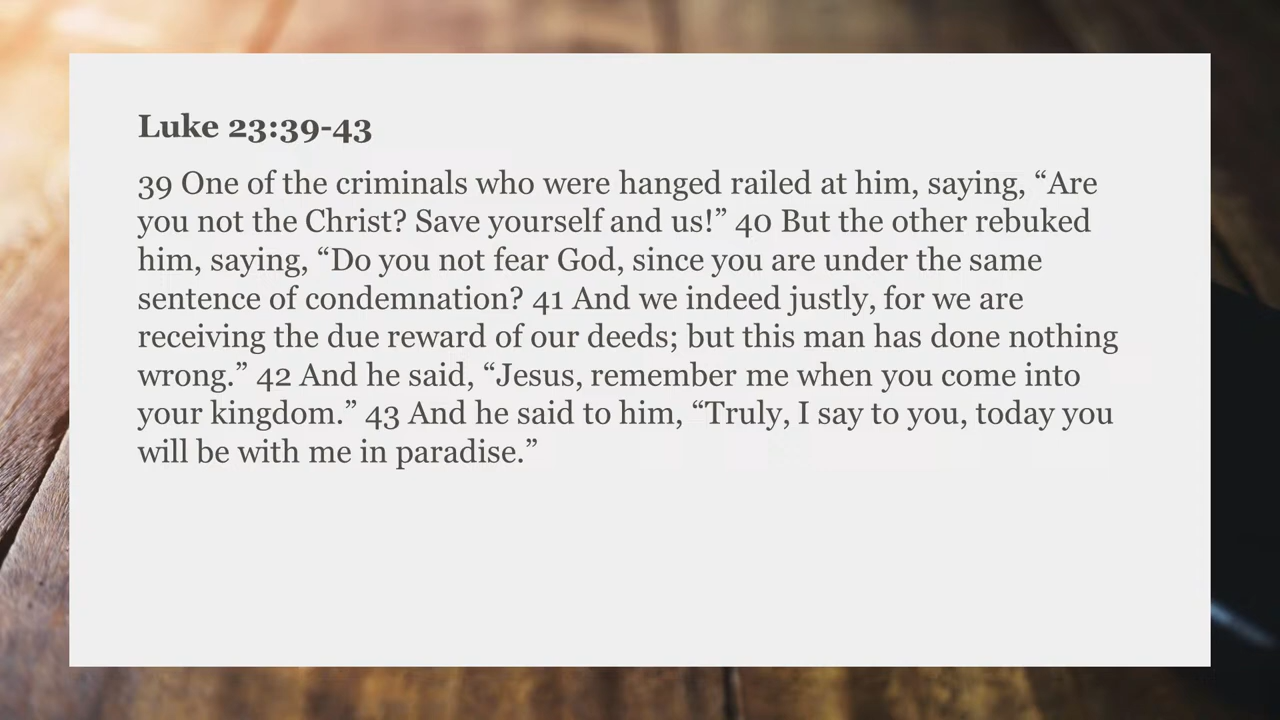 Luke 23:39-43
39 One of the criminals who were hanged railed at him, saying, “Are
you not the Christ? Save yourself and us!” 40 But the other rebuked
him, saying, “Do you not fear God, since you are under the same
sentence of condemnation? 41 And we indeed justly, for we are
receiving the due reward of our deeds; but this man has done nothing
wrong.” 42 And he said, “Jesus, remember me when you come into
your kingdom.” 43 And he said to him, “Truly, I say to you, today you
will be with me in paradise.”